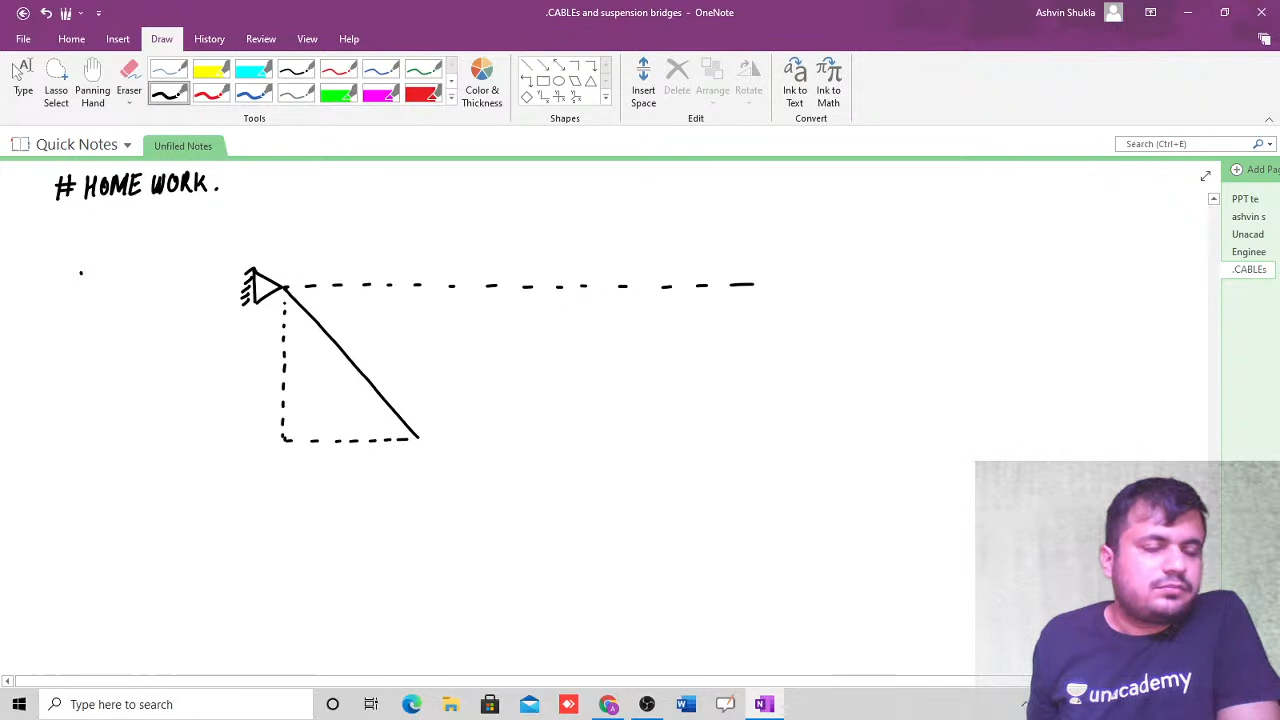 .CABLEs and suspension bridges - OneNote
Ashvin Shukla
File Home Insert Draw History Review View Help
Type
Lasso Select
Panning Hand
Eraser
Color & Thickness
Insert Space
Delete
Arrange
Rotate
Ink to Text
Ink to Math
Tools
Shapes
Edit
Convert
Quick Notes
Unfiled Notes
Search (Ctrl+E)
Add Pag
# HOME WORK.
PPT te
ashvin s
Unacad
Enginee
.CABLEs
unacademy
Type here to search